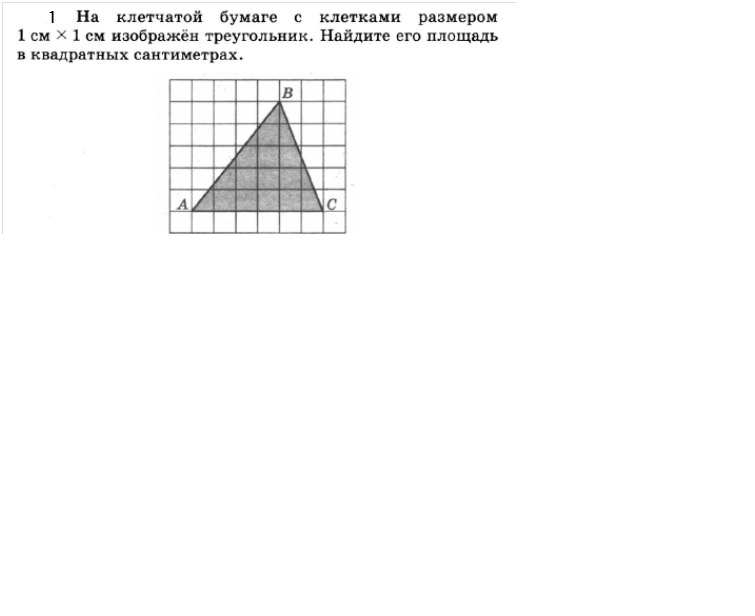 1 На клетчатой бумаге с клетками размером
1 см × 1 см изображён треугольник. Найдите его площадь
в квадратных сантиметрах.
B
A
C